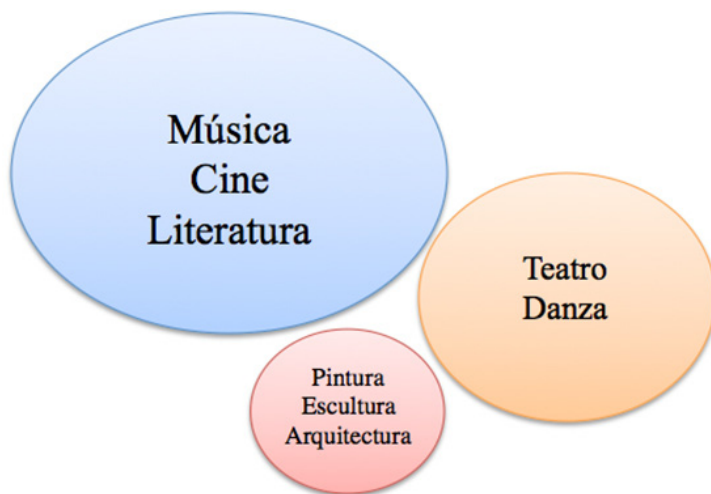 Música
Cine
Literatura
Teatro
Danza
Pintura
Escultura
Arquitectura